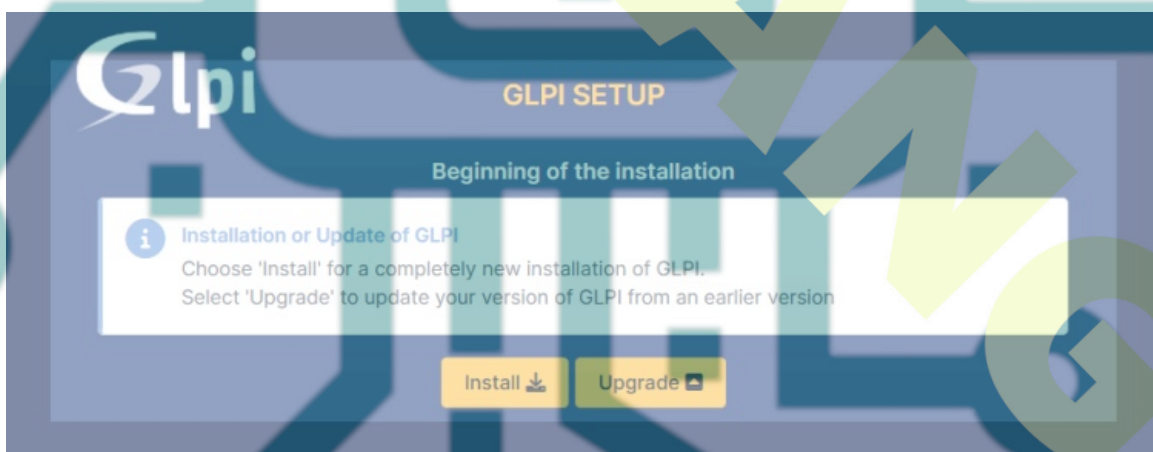 Glpi
GLPI SETUP
Beginning of the installation
Installation or Update of GLPI
Choose 'Install' for a completely new installation of GLPI.
Select 'Upgrade' to update your version of GLPI from an earlier version
Install
Upgrade